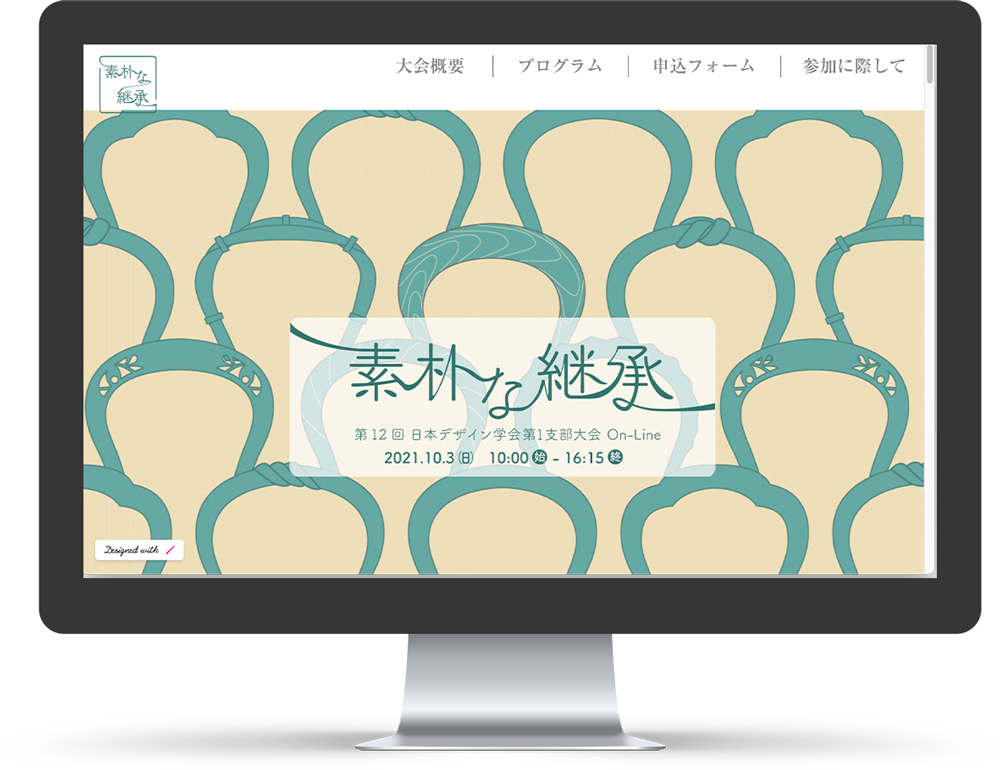 素朴な
継承
大会概要 プログラム 申込フォーム 参加に際して
素朴な継承
第12回 日本デザイン学会第1支部大会 On-Line
2021.10.3(日) 10:00 始 - 16:15 終
Designed with